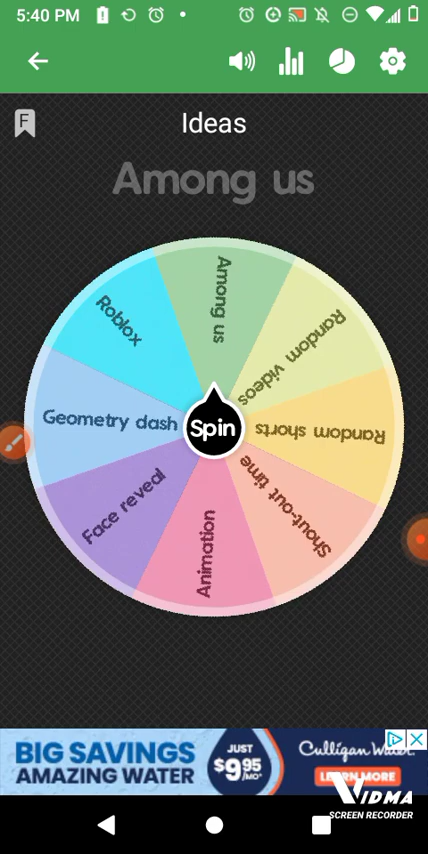 5:40 PM
F
Ideas
Among us
Among us
Random videos
Random shorts
Shout-out time
Animation
Face reveal
Geometry dash
Roblox
Spin
BIG SAVINGS
AMAZING WATER
JUST
$9.95
/MO*
Culligan Water
LEARN MORE
VIDMA
SCREEN RECORDER